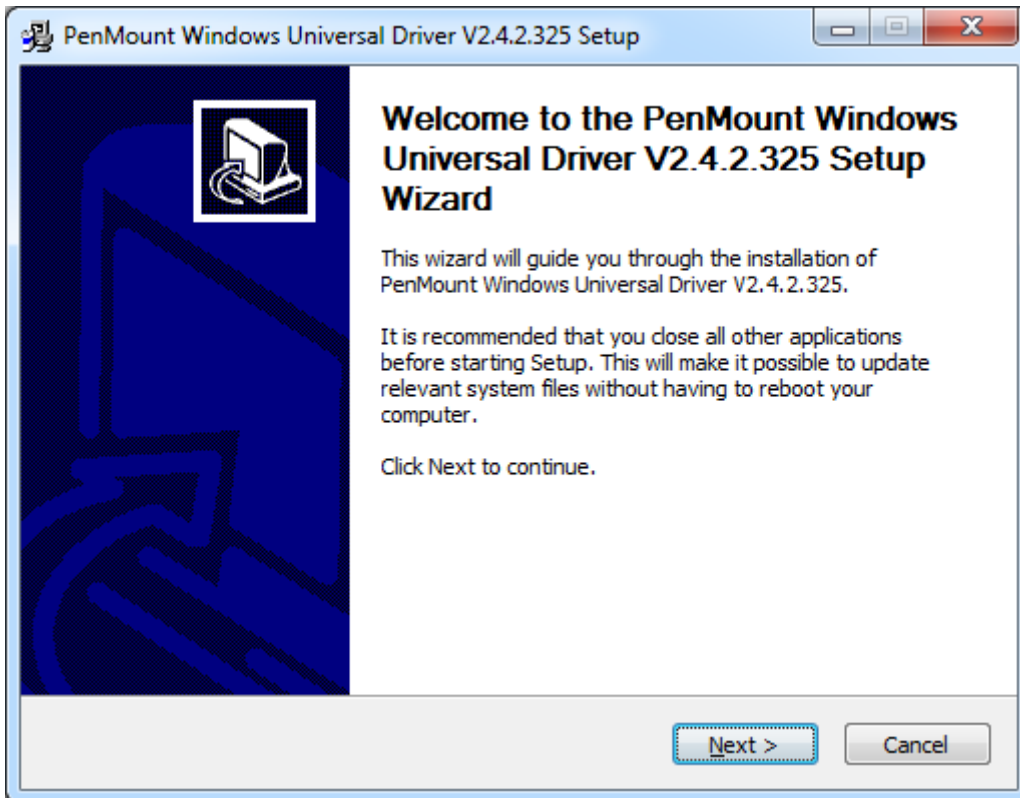 PenMount Windows Universal Driver V2.4.2.325 Setup
Welcome to the PenMount Windows
Universal Driver V2.4.2.325 Setup
Wizard
This wizard will guide you through the installation of
PenMount Windows Universal Driver V2.4.2.325.
It is recommended that you close all other applications
before starting Setup. This will make it possible to update
relevant system files without having to reboot your
computer.
Click Next to continue.
Next >
Cancel